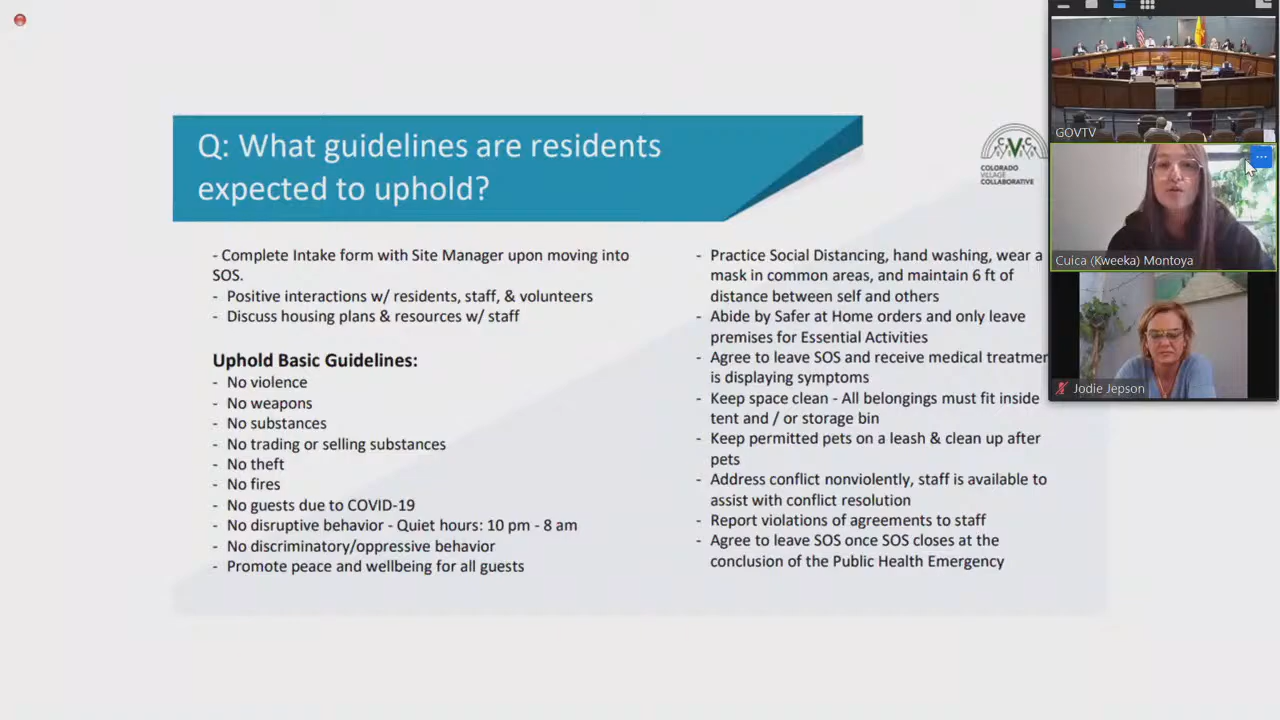 Q: What guidelines are residents
expected to uphold?
COLORADO
VILLAGE
COLLABORATIVE
- Complete Intake form with Site Manager upon moving into
SOS.
- Positive interactions w/ residents, staff, & volunteers
- Discuss housing plans & resources w/ staff
Uphold Basic Guidelines:
- No violence
- No weapons
- No substances
- No trading or selling substances
- No theft
- No fires
- No guests due to COVID-19
- No disruptive behavior - Quiet hours: 10 pm - 8 am
- No discriminatory/oppressive behavior
- Promote peace and wellbeing for all guests
- Practice Social Distancing, hand washing, wear a
mask in common areas, and maintain 6 ft of
distance between self and others
- Abide by Safer at Home orders and only leave
premises for Essential Activities
- Agree to leave SOS and receive medical treatmen
is displaying symptoms
- Keep space clean - All belongings must fit inside
tent and / or storage bin
- Keep permitted pets on a leash & clean up after
pets
- Address conflict nonviolently, staff is available to
assist with conflict resolution
- Report violations of agreements to staff
- Agree to leave SOS once SOS closes at the
conclusion of the Public Health Emergency
GOVTV
Cuica (Kweeka) Montoya
Jodie Jepson